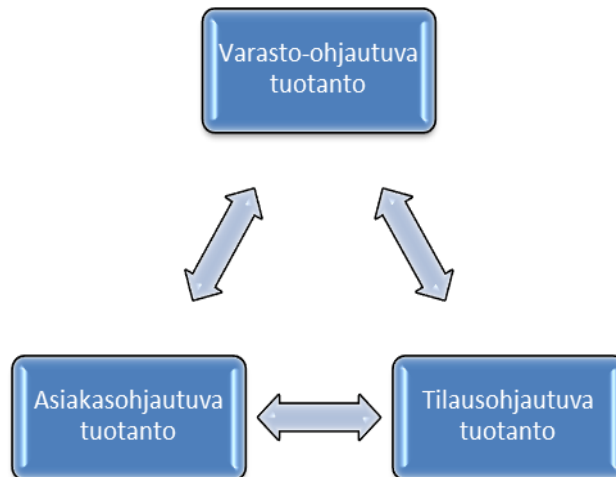 Varasto-ohjautuva
tuotanto
Asiakasohjautuva
tuotanto
Tilausohjautuva
tuotanto